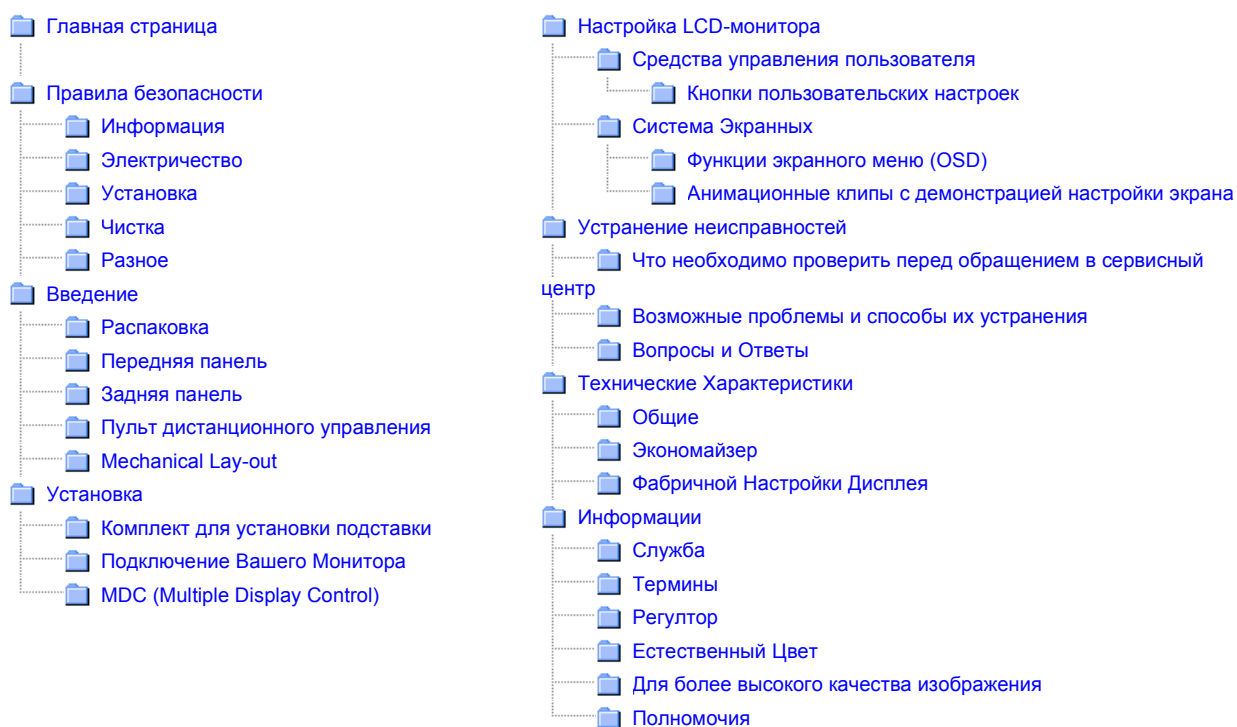 Главная страница
Правила безопасности
Информация
Электричество
Установка
Чистка
Разное
Введение
Распаковка
Передняя панель
Задняя панель
Пульт дистанционного управления
Mechanical Lay-out
Установка
Комплект для установки подставки
Подключение Вашего Монитора
MDC (Multiple Display Control)
Настройка LCD-монитора
Средства управления пользователя
Кнопки пользовательских настроек
Система Экранных
Функции экранного меню (OSD)
Анимационные клипы с демонстрацией настройки экрана
Устранение неисправностей
Что необходимо проверить перед обращением в сервисный
центр
Возможные проблемы и способы их устранения
Вопросы и Ответы
Технические Характеристики
Общие
Экономайзер
Фабричной Настройки Дисплея
Информации
Служба
Термины
Регултор
Естественный Цвет
Для более высокого качества изображения
Полномочия